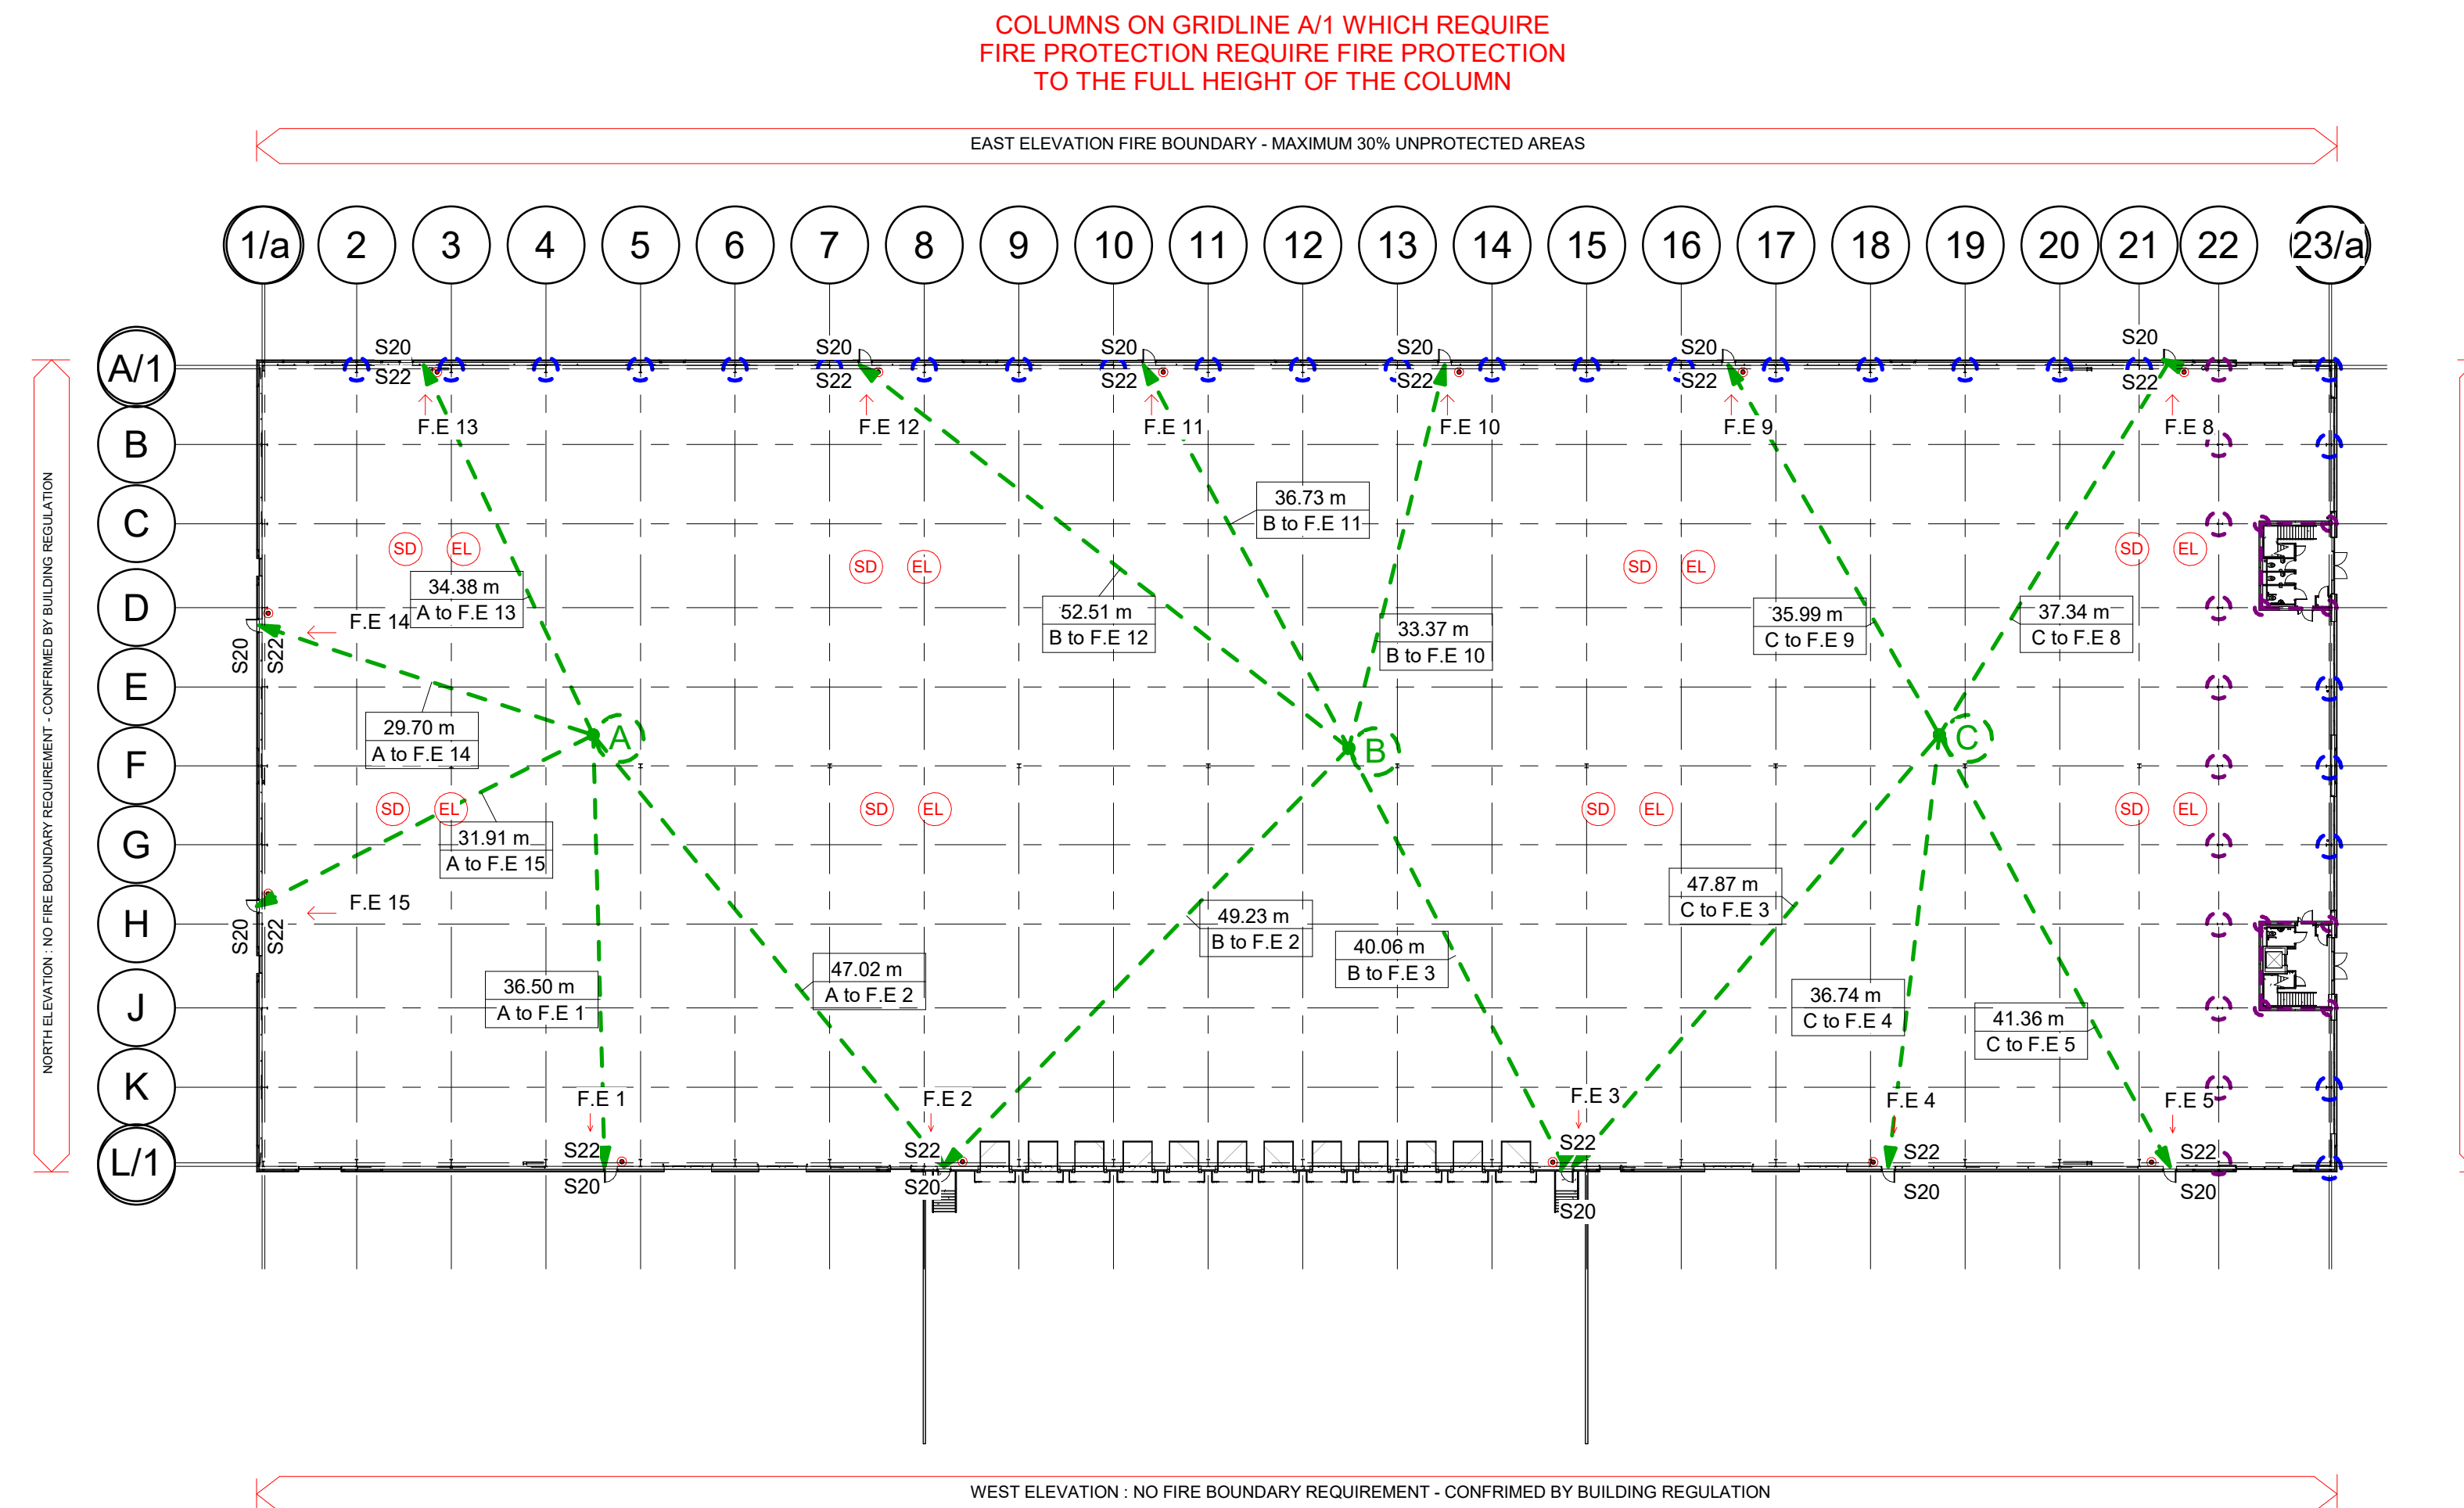 COLUMNS ON GRIDLINE A/1 WHICH REQUIRE
FIRE PROTECTION REQUIRE FIRE PROTECTION
TO THE FULL HEIGHT OF THE COLUMN
EAST ELEVATION FIRE BOUNDARY - MAXIMUM 30% UNPROTECTED AREAS
1/a 2 3 4 5 6 7 8 9 10 11 12 13 14 15 16 17 18 19 20 21 22 23/a
S20 S20 S20 S20 S20 S20
A/1
S22 S22 S22 S22 S22 S22
F.E 13 F.E 12 F.E 11 F.E 10 F.E 9 F.E 8
B
36.73 m
B to F.E 11
C
SD EL SD EL SD EL SD EL
34.38 m
A to F.E 13
52.51 m
B to F.E 12
33.37 m
B to F.E 10
35.99 m
C to F.E 9
37.34 m
C to F.E 8
D
F.E 14
S20
S22
E
29.70 m
A to F.E 14
A
B
C
F
SD EL SD EL SD EL SD EL
31.91 m
A to F.E 15
G
47.87 m
C to F.E 3
F.E 15
S20
S22
H
49.23 m
B to F.E 2
40.06 m
B to F.E 3
47.02 m
A to F.E 2
36.50 m
A to F.E 1
36.74 m
C to F.E 4
41.36 m
C to F.E 5
J
K
F.E 1 F.E 2 F.E 3 F.E 4 F.E 5
S22 S22 S22 S22 S22
L/1
S20 S20 S20 S20 S20
NORTH ELEVATION : NO FIRE BOUNDARY REQUIREMENT - CONFRIMED BY BUILDING REGULATION
WEST ELEVATION : NO FIRE BOUNDARY REQUIREMENT - CONFRIMED BY BUILDING REGULATION